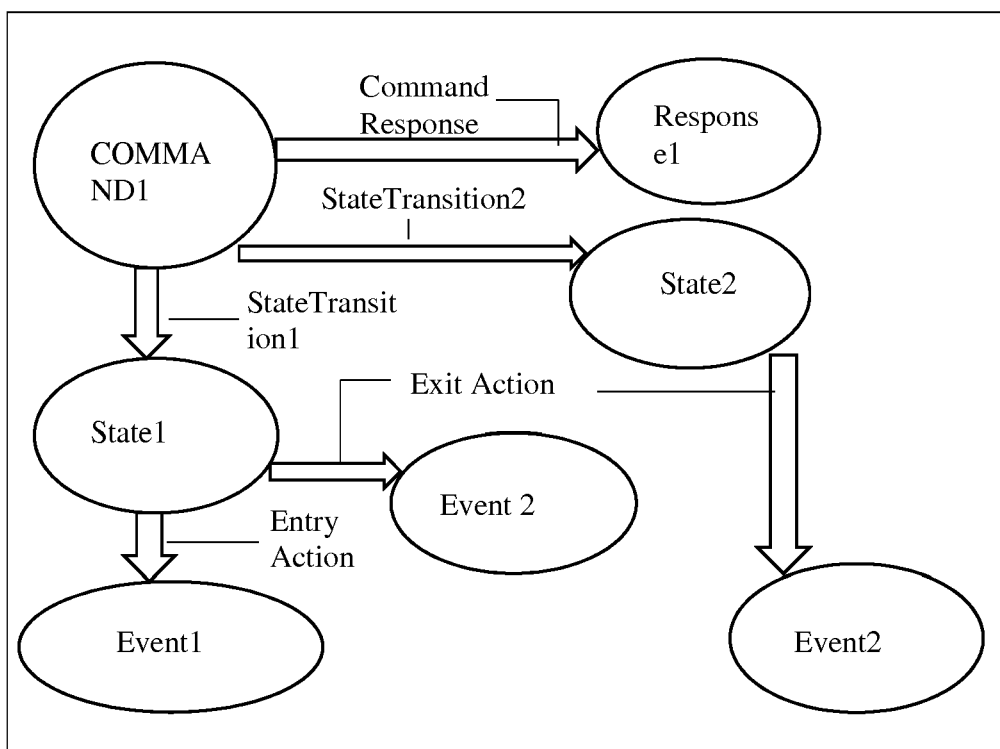 Command
Response
COMMA
ND1
Respons
e1
StateTransition2
State2
StateTransit
ion1
Exit Action
State1
Event 2
Entry
Action
Event1
Event2